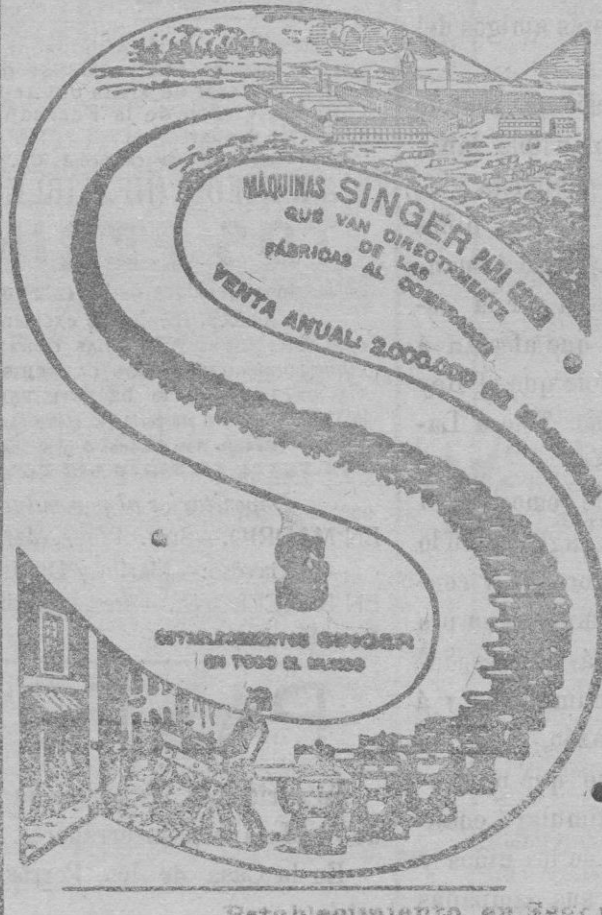 MÁQUINAS SINGER PARA COSER
QUE VAN DIRECTAMENTE
DE LAS
FÁBRICAS AL COMPRADOR
VENTA ANUAL: 2.000.000 DE MÁQUINAS
S
ESTABLECIMIENTOS SINGER
EN TODO EL MUNDO